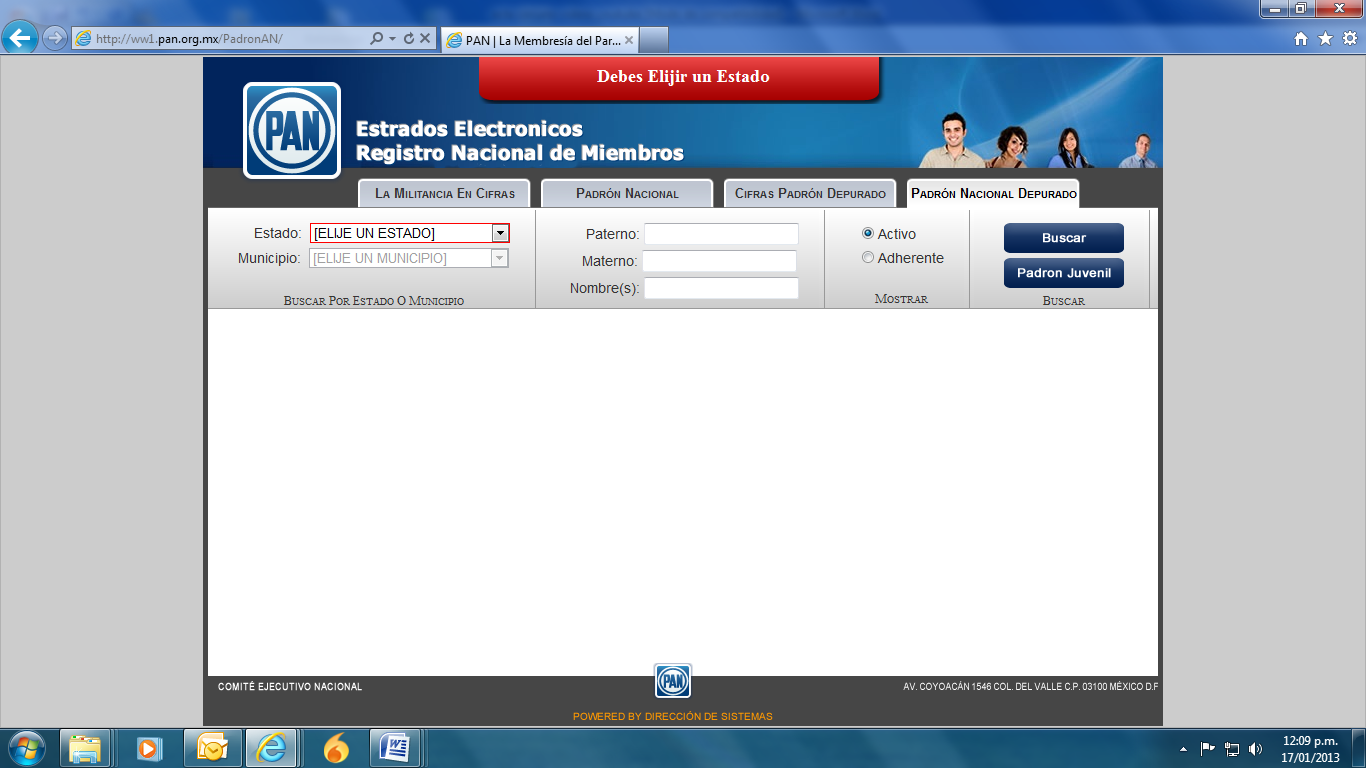 http://ww1.pan.org.mx/PadronAN/
PAN | La Membresía del Par...
Debes Elijir un Estado
PAN
Estrados Electronicos
Registro Nacional de Miembros
La Militancia En Cifras
Padrón Nacional
Cifras Padrón Depurado
Padrón Nacional Depurado
Estado: [ELIJE UN ESTADO]
Municipio: [ELIJE UN MUNICIPIO]
Buscar Por Estado O Municipio
Paterno:
Materno:
Nombre(s):
Activo
Adherente
Mostrar
Buscar
Padron Juvenil
Buscar
COMITÉ EJECUTIVO NACIONAL
PAN
AV. COYOACÁN 1546 COL. DEL VALLE C.P. 03100 MÉXICO D.F
POWERED BY DIRECCIÓN DE SISTEMAS
12:09 p.m.
17/01/2013